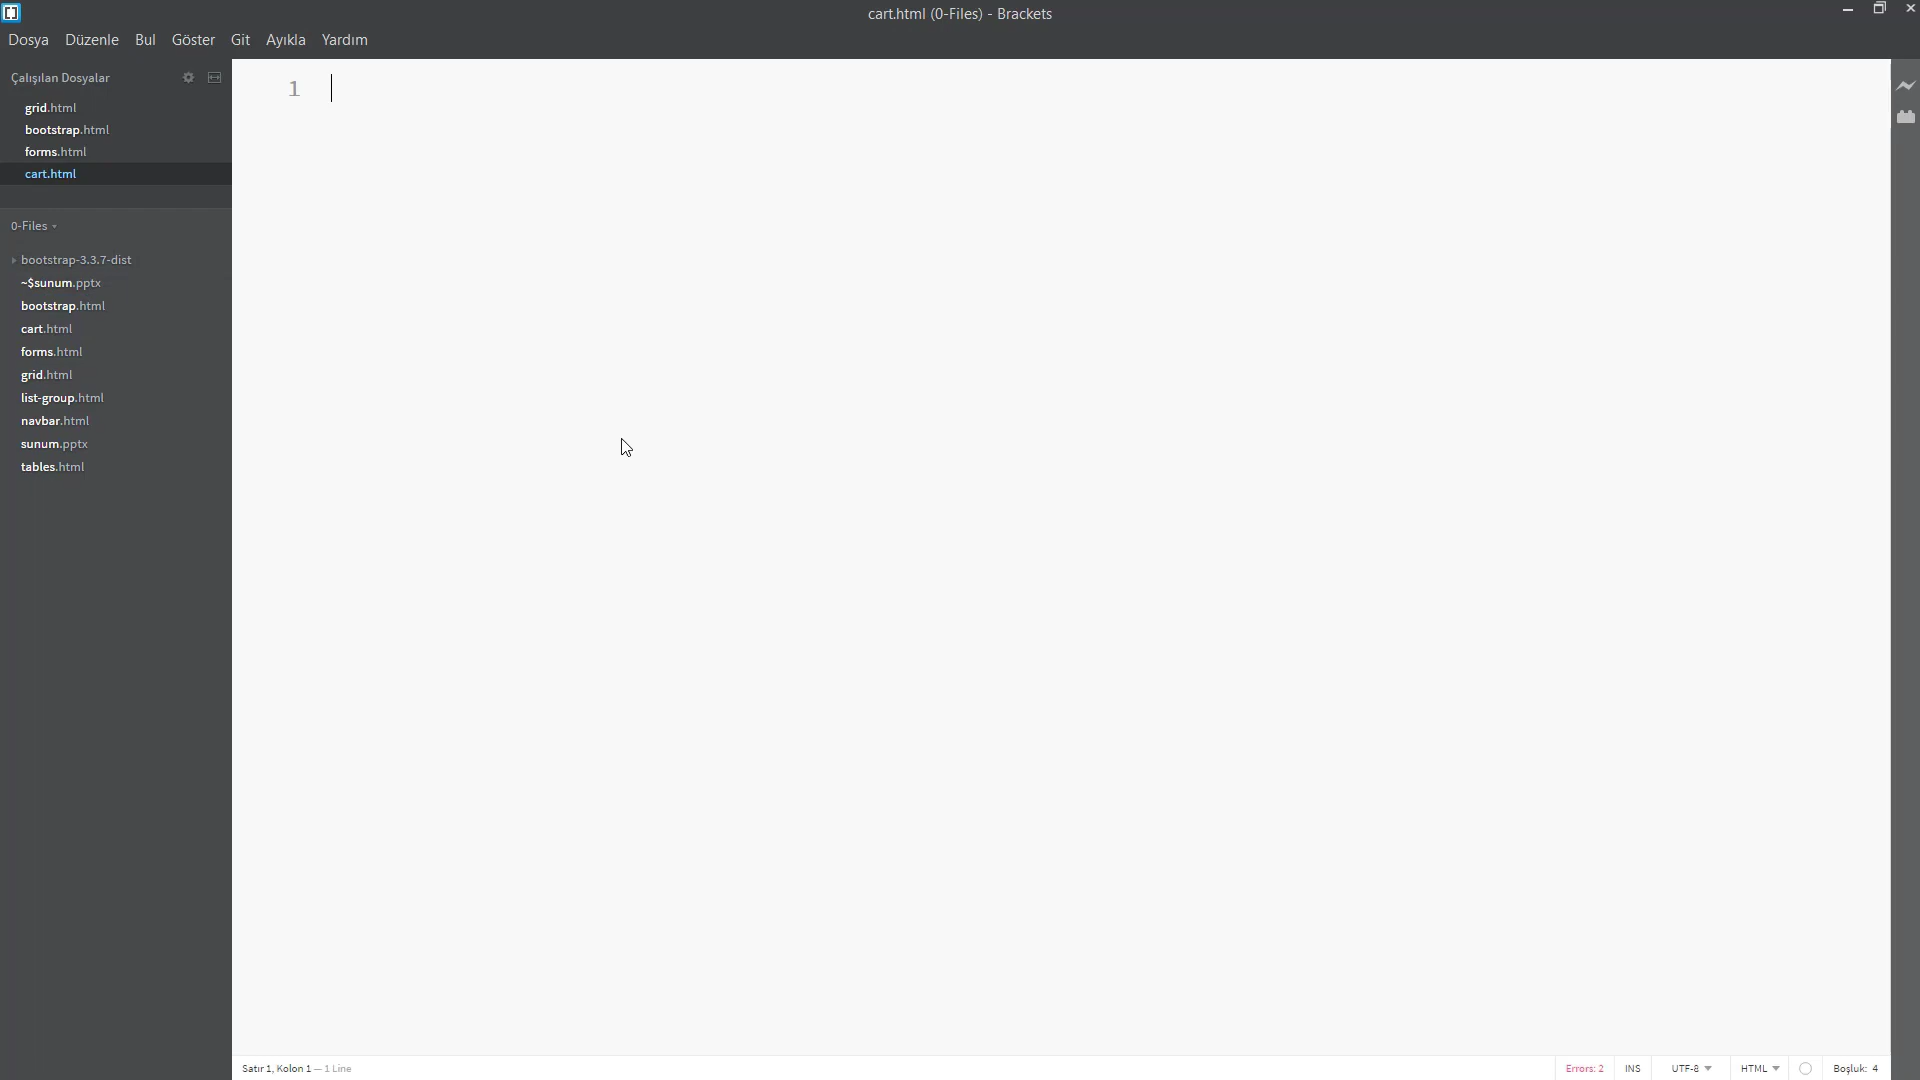 cart.html (0-Files) - Brackets
Dosya Düzenle Bul Göster Git Ayıkla Yardım
Çalışılan Dosyalar
grid.html
bootstrap.html
forms.html
cart.html
0-Files
bootstrap-3.3.7-dist
~$sunum.pptx
bootstrap.html
cart.html
forms.html
grid.html
list-group.html
navbar.html
sunum.pptx
tables.html
1
Satır 1, Kolon 1 — 1 Line
Errors: 2 INS UTF-8 HTML Boşluk: 4